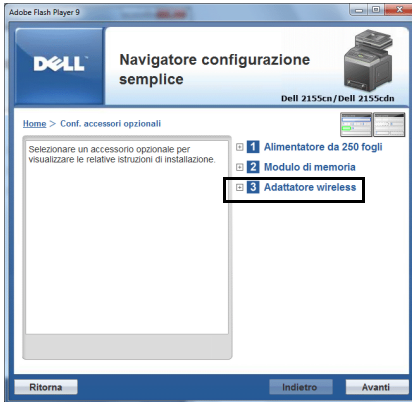 Adobe Flash Player 9
DELL
Navigatore configurazione
semplice
Dell 2155cn/Dell 2155cdn
Home > Conf. accessori opzionali
Selezionare un accessorio opzionale per
visualizzare le relative istruzioni di installazione.
1 Alimentatore da 250 fogli
2 Modulo di memoria
3 Adattatore wireless
Ritorna
Indietro
Avanti